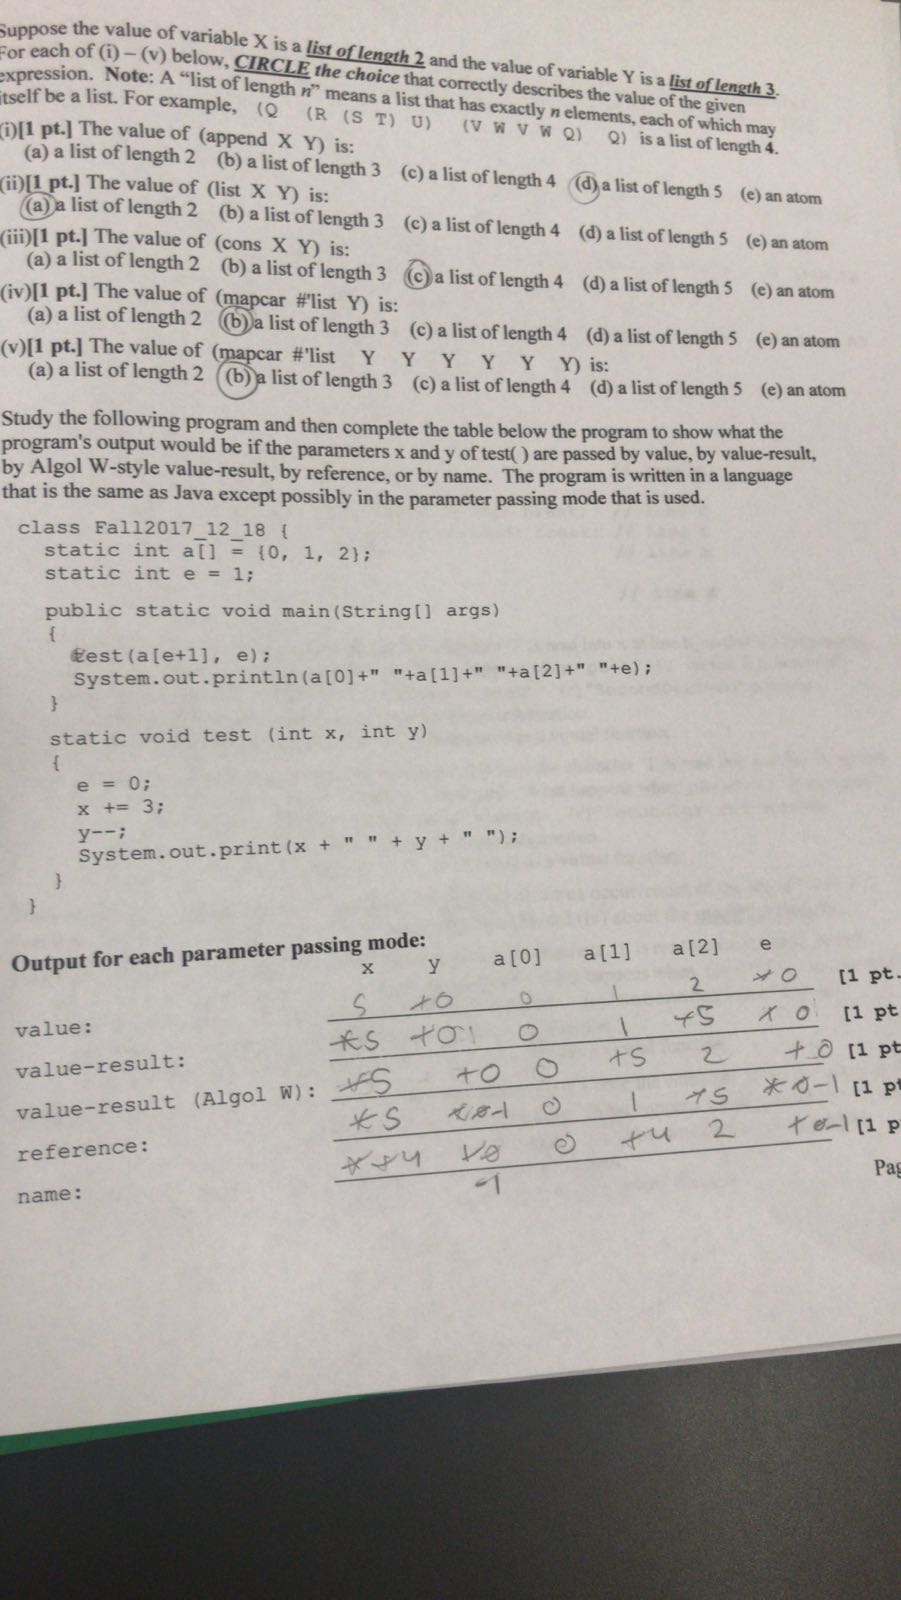 Suppose the value of variable X is a list of length 2 and the value of variable Y is a list of length 3.
For each of (i) – (v) below, CIRCLE the choice that correctly describes the value of the given
expression. Note: A “list of length n” means a list that has exactly n elements, each of which may
itself be a list. For example, (Q (R (S T) U) (V W V W Q) Q) is a list of length 4.
(i)[1 pt.] The value of (append X Y) is:
(a) a list of length 2 (b) a list of length 3 (c) a list of length 4 (d) a list of length 5 (e) an atom
(ii)[1 pt.] The value of (list X Y) is:
(a) a list of length 2 (b) a list of length 3 (c) a list of length 4 (d) a list of length 5 (e) an atom
(iii)[1 pt.] The value of (cons X Y) is:
(a) a list of length 2 (b) a list of length 3 (c) a list of length 4 (d) a list of length 5 (e) an atom
(iv)[1 pt.] The value of (mapcar #'list Y) is:
(a) a list of length 2 (b) a list of length 3 (c) a list of length 4 (d) a list of length 5 (e) an atom
(v)[1 pt.] The value of (mapcar #'list Y Y Y Y Y Y) is:
(a) a list of length 2 (b) a list of length 3 (c) a list of length 4 (d) a list of length 5 (e) an atom
Study the following program and then complete the table below the program to show what the
program's output would be if the parameters x and y of test( ) are passed by value, by value-result,
by Algol W-style value-result, by reference, or by name. The program is written in a language
that is the same as Java except possibly in the parameter passing mode that is used.
class Fall2017_12_18 {
static int a[] = {0, 1, 2};
static int e = 1;
public static void main(String[] args)
{
test(a[e+1], e);
System.out.println(a[0]+" "+a[1]+" "+a[2]+" "+e);
}
static void test (int x, int y)
{
e = 0;
x += 3;
y--;
System.out.print(x + " " + y + " ");
}
}
Output for each parameter passing mode:
x y a[0] a[1] a[2] e
value: 5 0 0 1 2 0 [1 pt.
value-result: 5 0 0 1 5 0 [1 pt
value-result (Algol W): 5 0 0 5 2 0 [1 pt
reference: 5 -1 0 1 5 -1 [1 pt
name: 4 -1 0 4 2 -1 [1 p
Pag